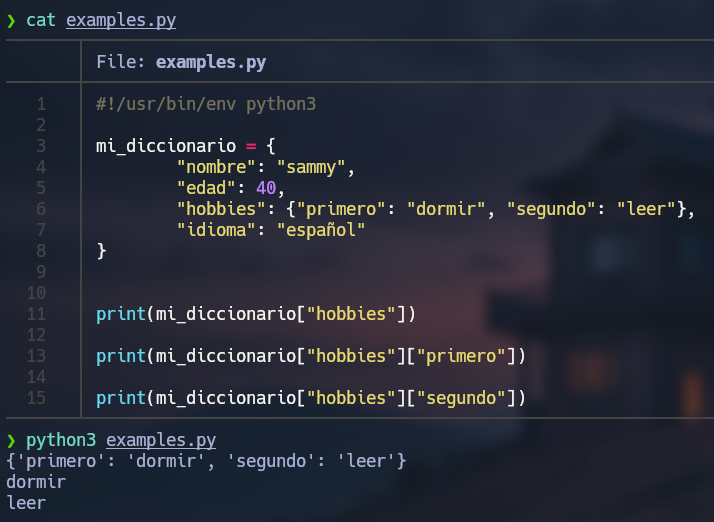 ❯ cat examples.py
File: examples.py
1 #!/usr/bin/env python3
2
3 mi_diccionario = {
4 "nombre": "sammy",
5 "edad": 40,
6 "hobbies": {"primero": "dormir", "segundo": "leer"},
7 "idioma": "español"
8 }
9
10
11 print(mi_diccionario["hobbies"])
12
13 print(mi_diccionario["hobbies"]["primero"])
14
15 print(mi_diccionario["hobbies"]["segundo"])
❯ python3 examples.py
{'primero': 'dormir', 'segundo': 'leer'}
dormir
leer